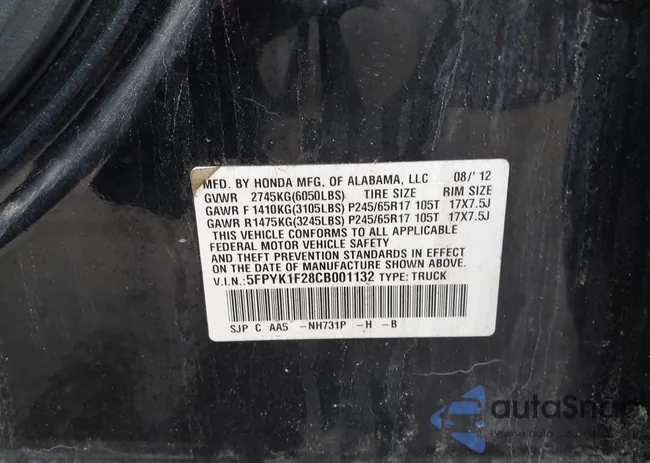 MFD. BY HONDA MFG. OF ALABAMA, LLC 08/'12
GVWR 2745KG(6050LBS) TIRE SIZE RIM SIZE
GAWR F 1410KG(3105LBS) P245/65R17 105T 17X7.5J
GAWR R1475KG(3245LBS) P245/65R17 105T 17X7.5J
THIS VEHICLE CONFORMS TO ALL APPLICABLE
FEDERAL MOTOR VEHICLE SAFETY
AND THEFT PREVENTION STANDARDS IN EFFECT
ON DATE OF MANUFACTURE SHOWN ABOVE.
V.I.N.:5FPYK1F28CB001132 TYPE: TRUCK
SJP C AA5 -NH731P -H -B
autoSnap
auto